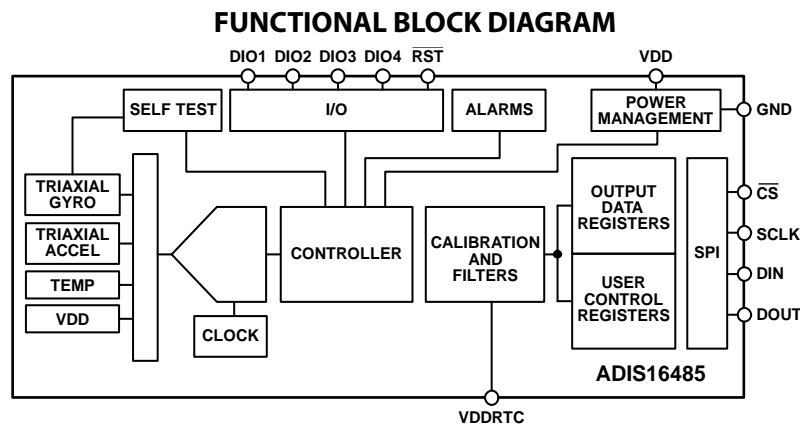 FUNCTIONAL BLOCK DIAGRAM
DIO1 DIO2 DIO3 DIO4 RST VDD
SELF TEST
I/O
ALARMS
POWER
MANAGEMENT
GND
TRIAXIAL
GYRO
TRIAXIAL
ACCEL
TEMP
VDD
CLOCK
CONTROLLER
CALIBRATION
AND
FILTERS
OUTPUT
DATA
REGISTERS
USER
CONTROL
REGISTERS
SPI
CS
SCLK
DIN
DOUT
ADIS16485
VDDRTC